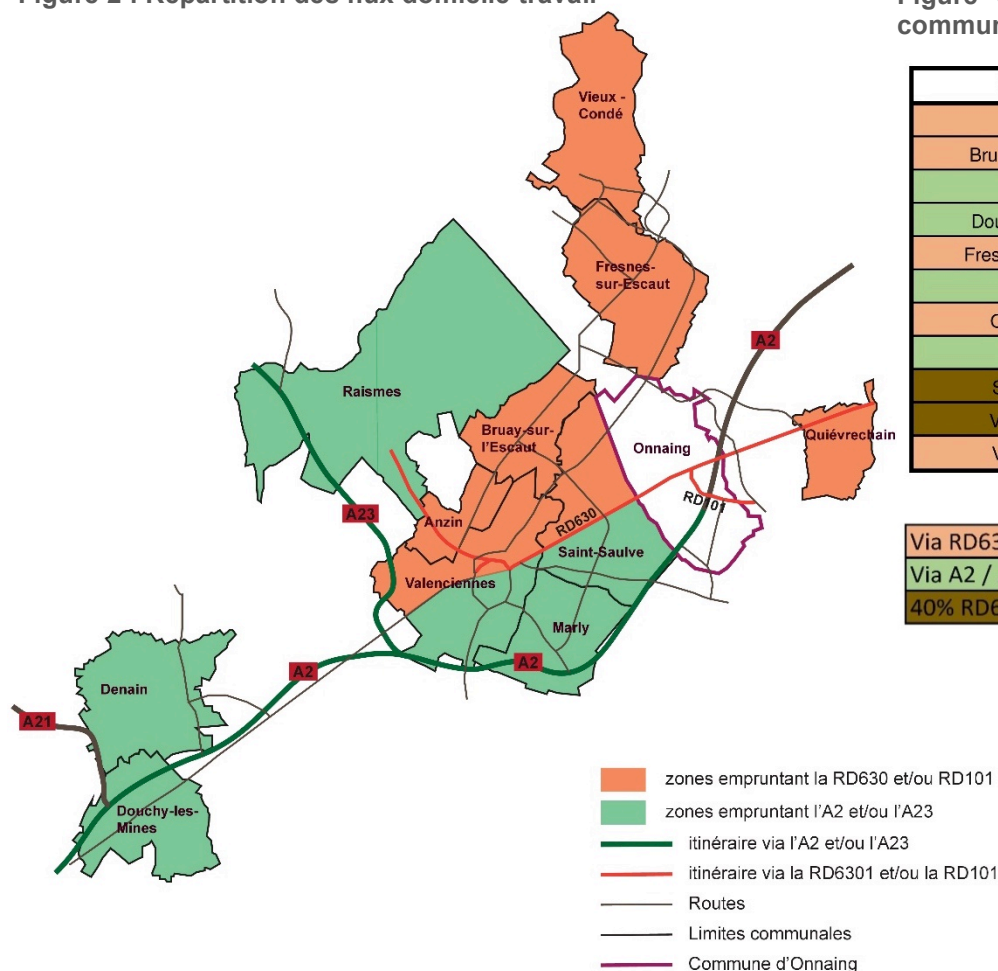 Figure 2 : Répartition des flux domicile travail
Figure
commun
Vieux -
Condé
Bru
Dou
Fresnes-
sur-Escaut
Fres
A2
Raismes
Bruay-sur-
l'Escaut
Onnaing
Quiévrechain
S
V
V
A23
Anzin
RD630
RD101
Saint-Saulve
Via RD63
Valenciennes
Via A2 /
Marly
40% RD6
A2
A2
Denain
A21
Douchy-les-
Mines
zones empruntant la RD630 et/ou RD101
zones empruntant l'A2 et/ou l'A23
itinéraire via l'A2 et/ou l'A23
itinéraire via la RD6301 et/ou la RD101
Routes
Limites communales
Commune d'Onnaing